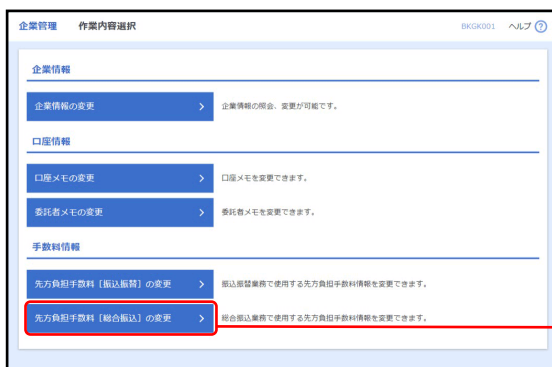 企業管理 作業内容選択 BKGK001 ヘルプ ?
企業情報
企業情報の変更 > 企業情報の照会、変更が可能です。
口座情報
口座メモの変更 > 口座メモを変更できます。
委託者メモの変更 > 委託者メモを変更できます。
手数料情報
先方負担手数料［振込振替］の変更 > 振込振替業務で使用する先方負担手数料情報を変更できます。
先方負担手数料［総合振込］の変更 > 総合振込業務で使用する先方負担手数料情報を変更できます。